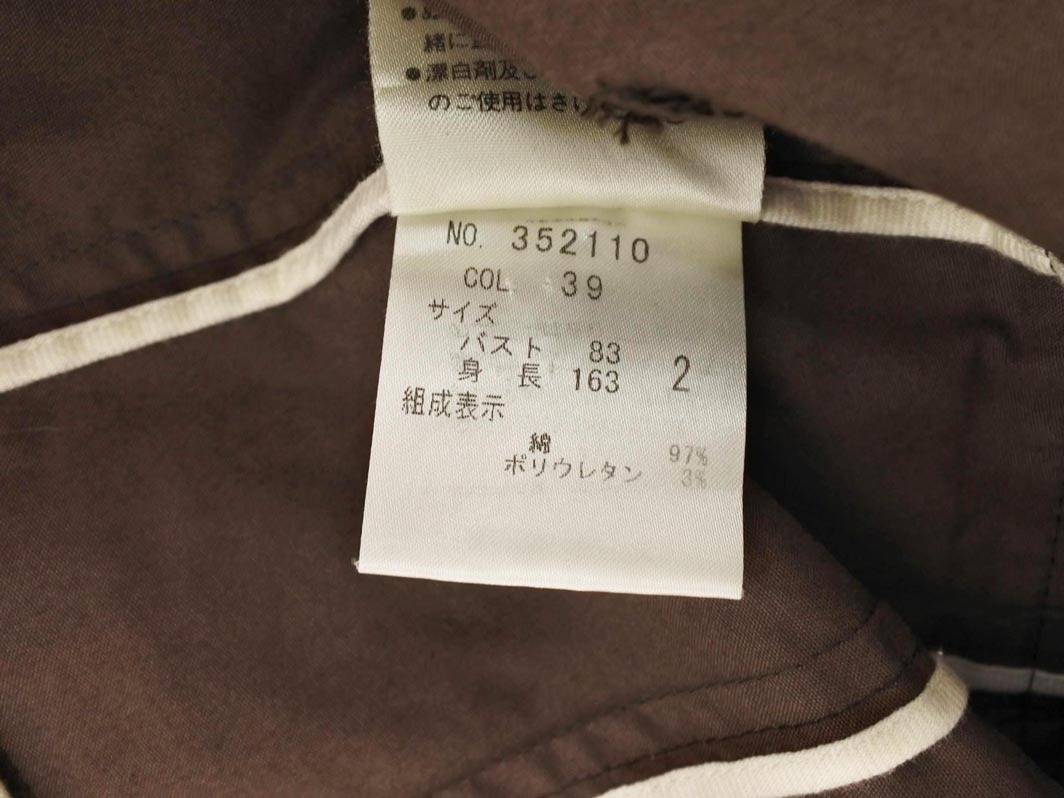 緒に
●漂白剤及び
のご使用はさけ
NO. 352110
COL 39
サイズ
バスト 83
身長 163 2
組成表示
綿 97%
ポリウレタン 3%